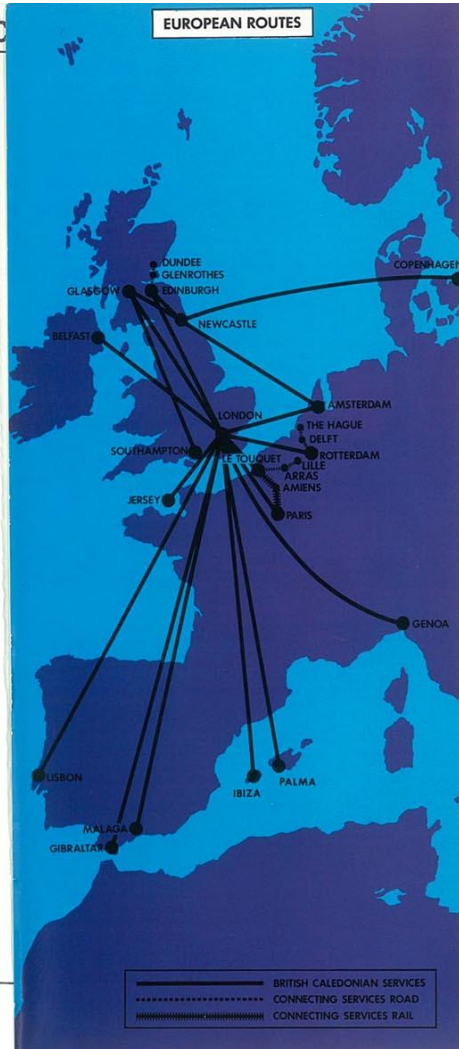 EUROPEAN ROUTES
DUNDEE
GLENROTHES
COPENHAGEN
GLASGOW
EDINBURGH
NEWCASTLE
BELFAST
AMSTERDAM
LONDON
THE HAGUE
DELFT
SOUTHAMPTON
ROTTERDAM
LE TOUQUET
LILLE
ARRAS
AMIENS
JERSEY
PARIS
GENOA
LISBON
PALMA
IBIZA
MALAGA
GIBRALTAR
BRITISH CALEDONIAN SERVICES
CONNECTING SERVICES ROAD
CONNECTING SERVICES RAIL